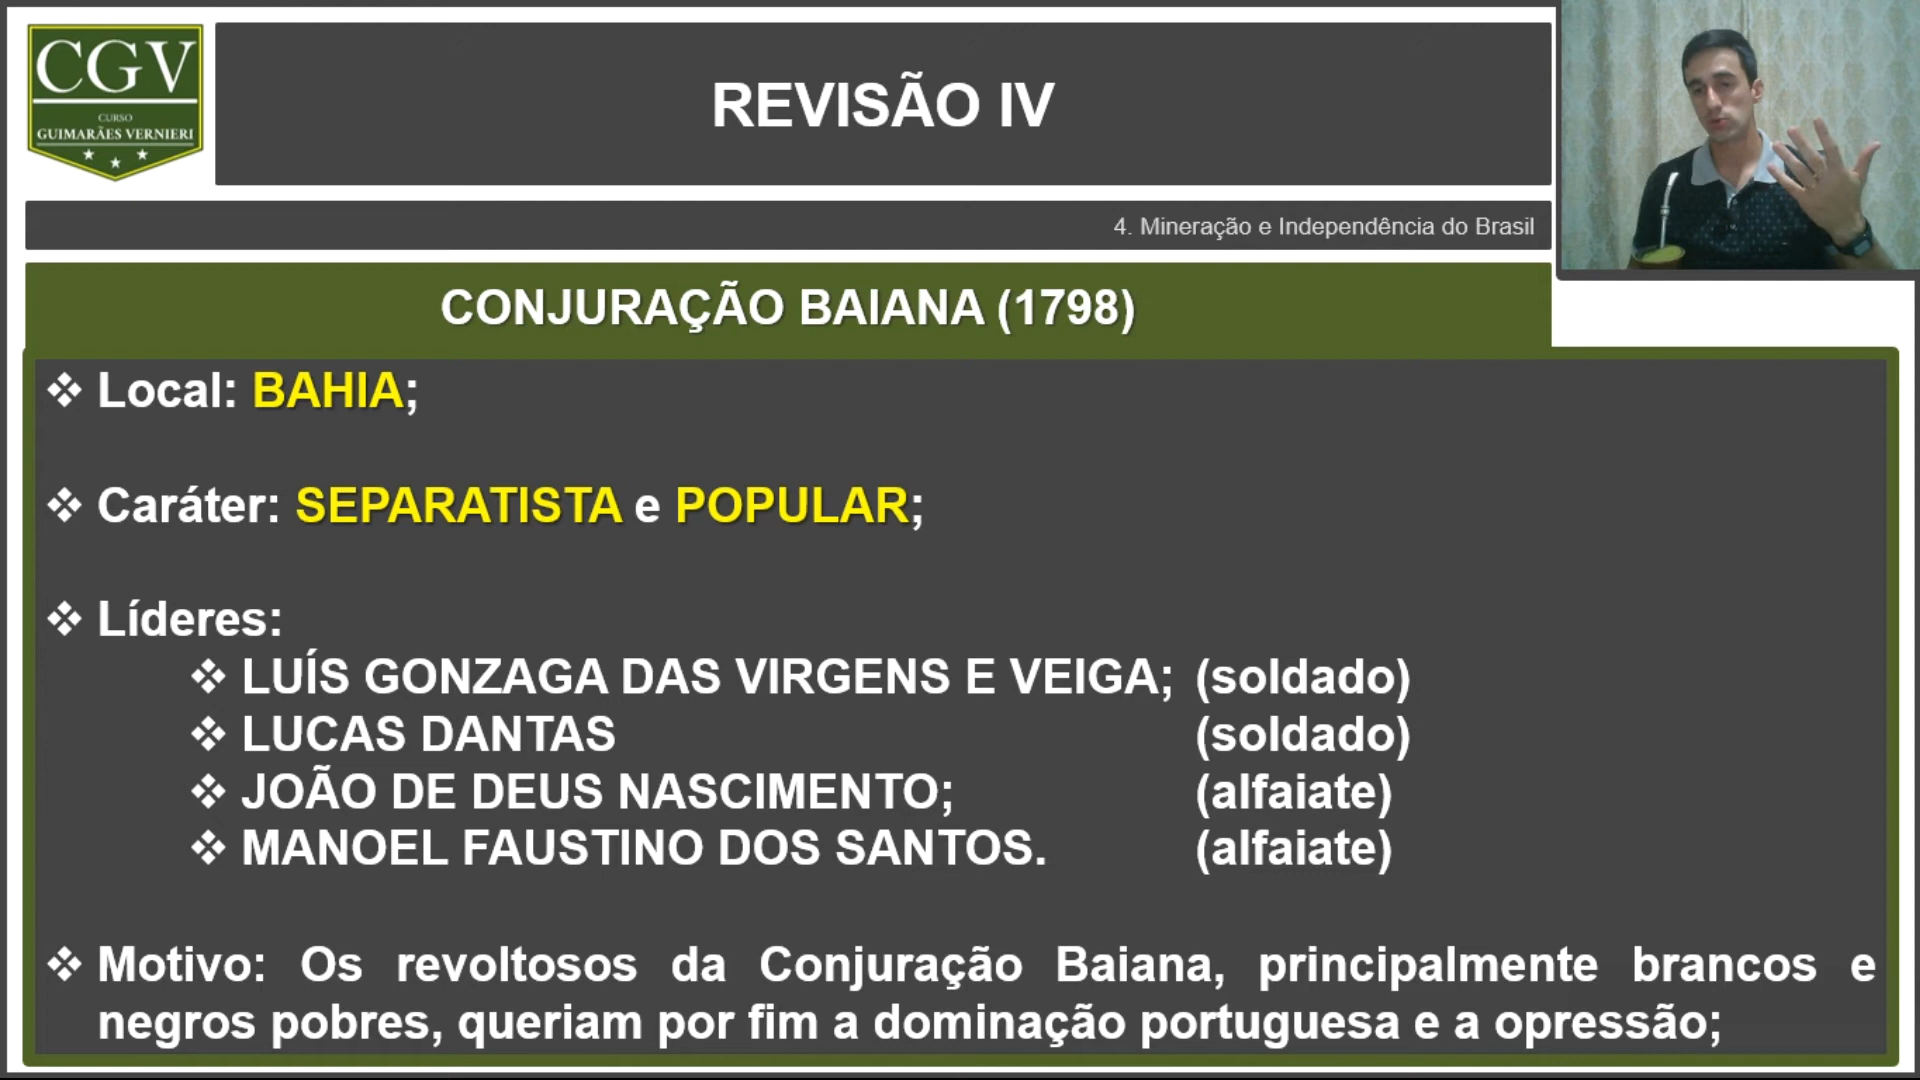 CGV
CURSO
GUIMARÃES VERNIERI
REVISÃO IV
4. Mineração e Independência do Brasil
CONJURAÇÃO BAIANA (1798)
❖ Local: BAHIA;
❖ Caráter: SEPARATISTA e POPULAR;
❖ Líderes:
❖ LUÍS GONZAGA DAS VIRGENS E VEIGA; (soldado)
❖ LUCAS DANTAS (soldado)
❖ JOÃO DE DEUS NASCIMENTO; (alfaiate)
❖ MANOEL FAUSTINO DOS SANTOS. (alfaiate)
❖ Motivo: Os revoltosos da Conjuração Baiana, principalmente brancos e
negros pobres, queriam por fim a dominação portuguesa e a opressão;